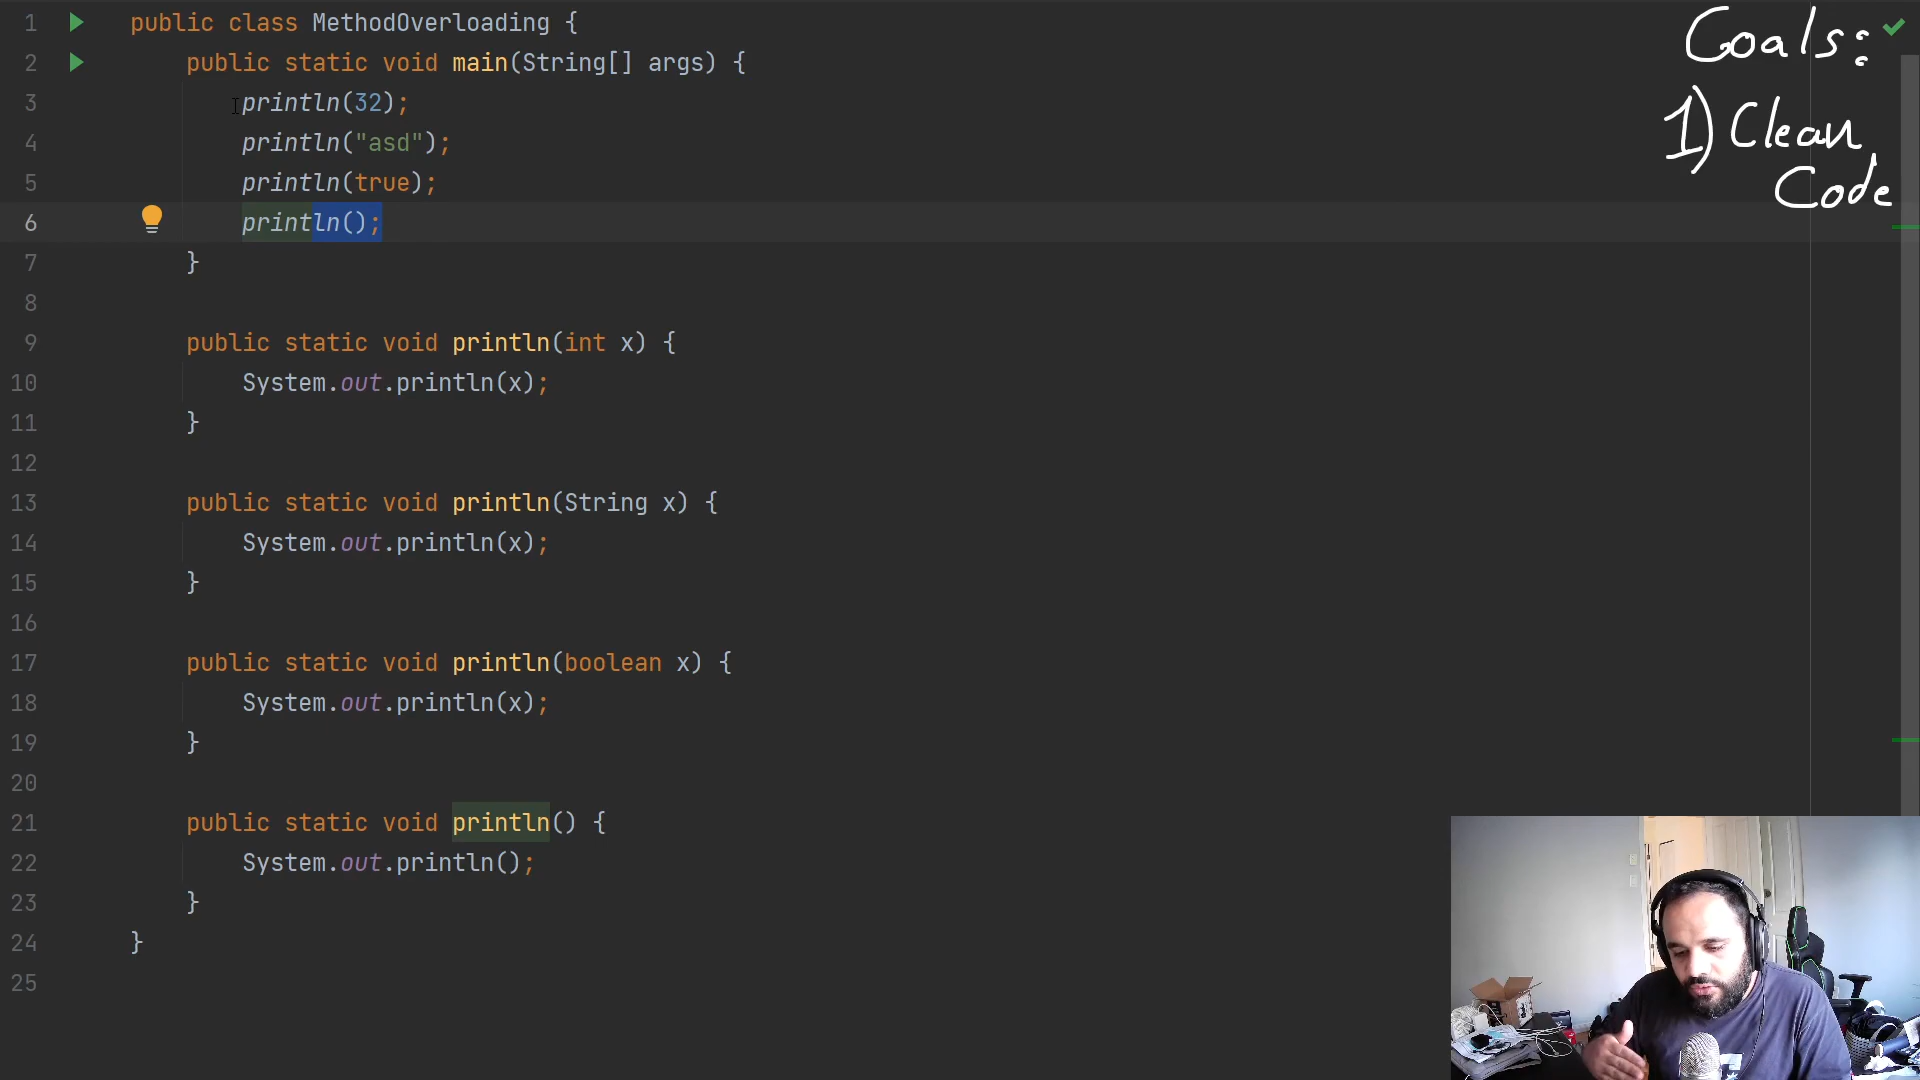 1 public class MethodOverloading {
2 public static void main(String[] args) {
3 println(32);
4 println("asd");
5 println(true);
6 println();
7 }
8
9 public static void println(int x) {
10 System.out.println(x);
11 }
12
13 public static void println(String x) {
14 System.out.println(x);
15 }
16
17 public static void println(boolean x) {
18 System.out.println(x);
19 }
20
21 public static void println() {
22 System.out.println();
23 }
24 }
25
Goals:
1) Clean
Code